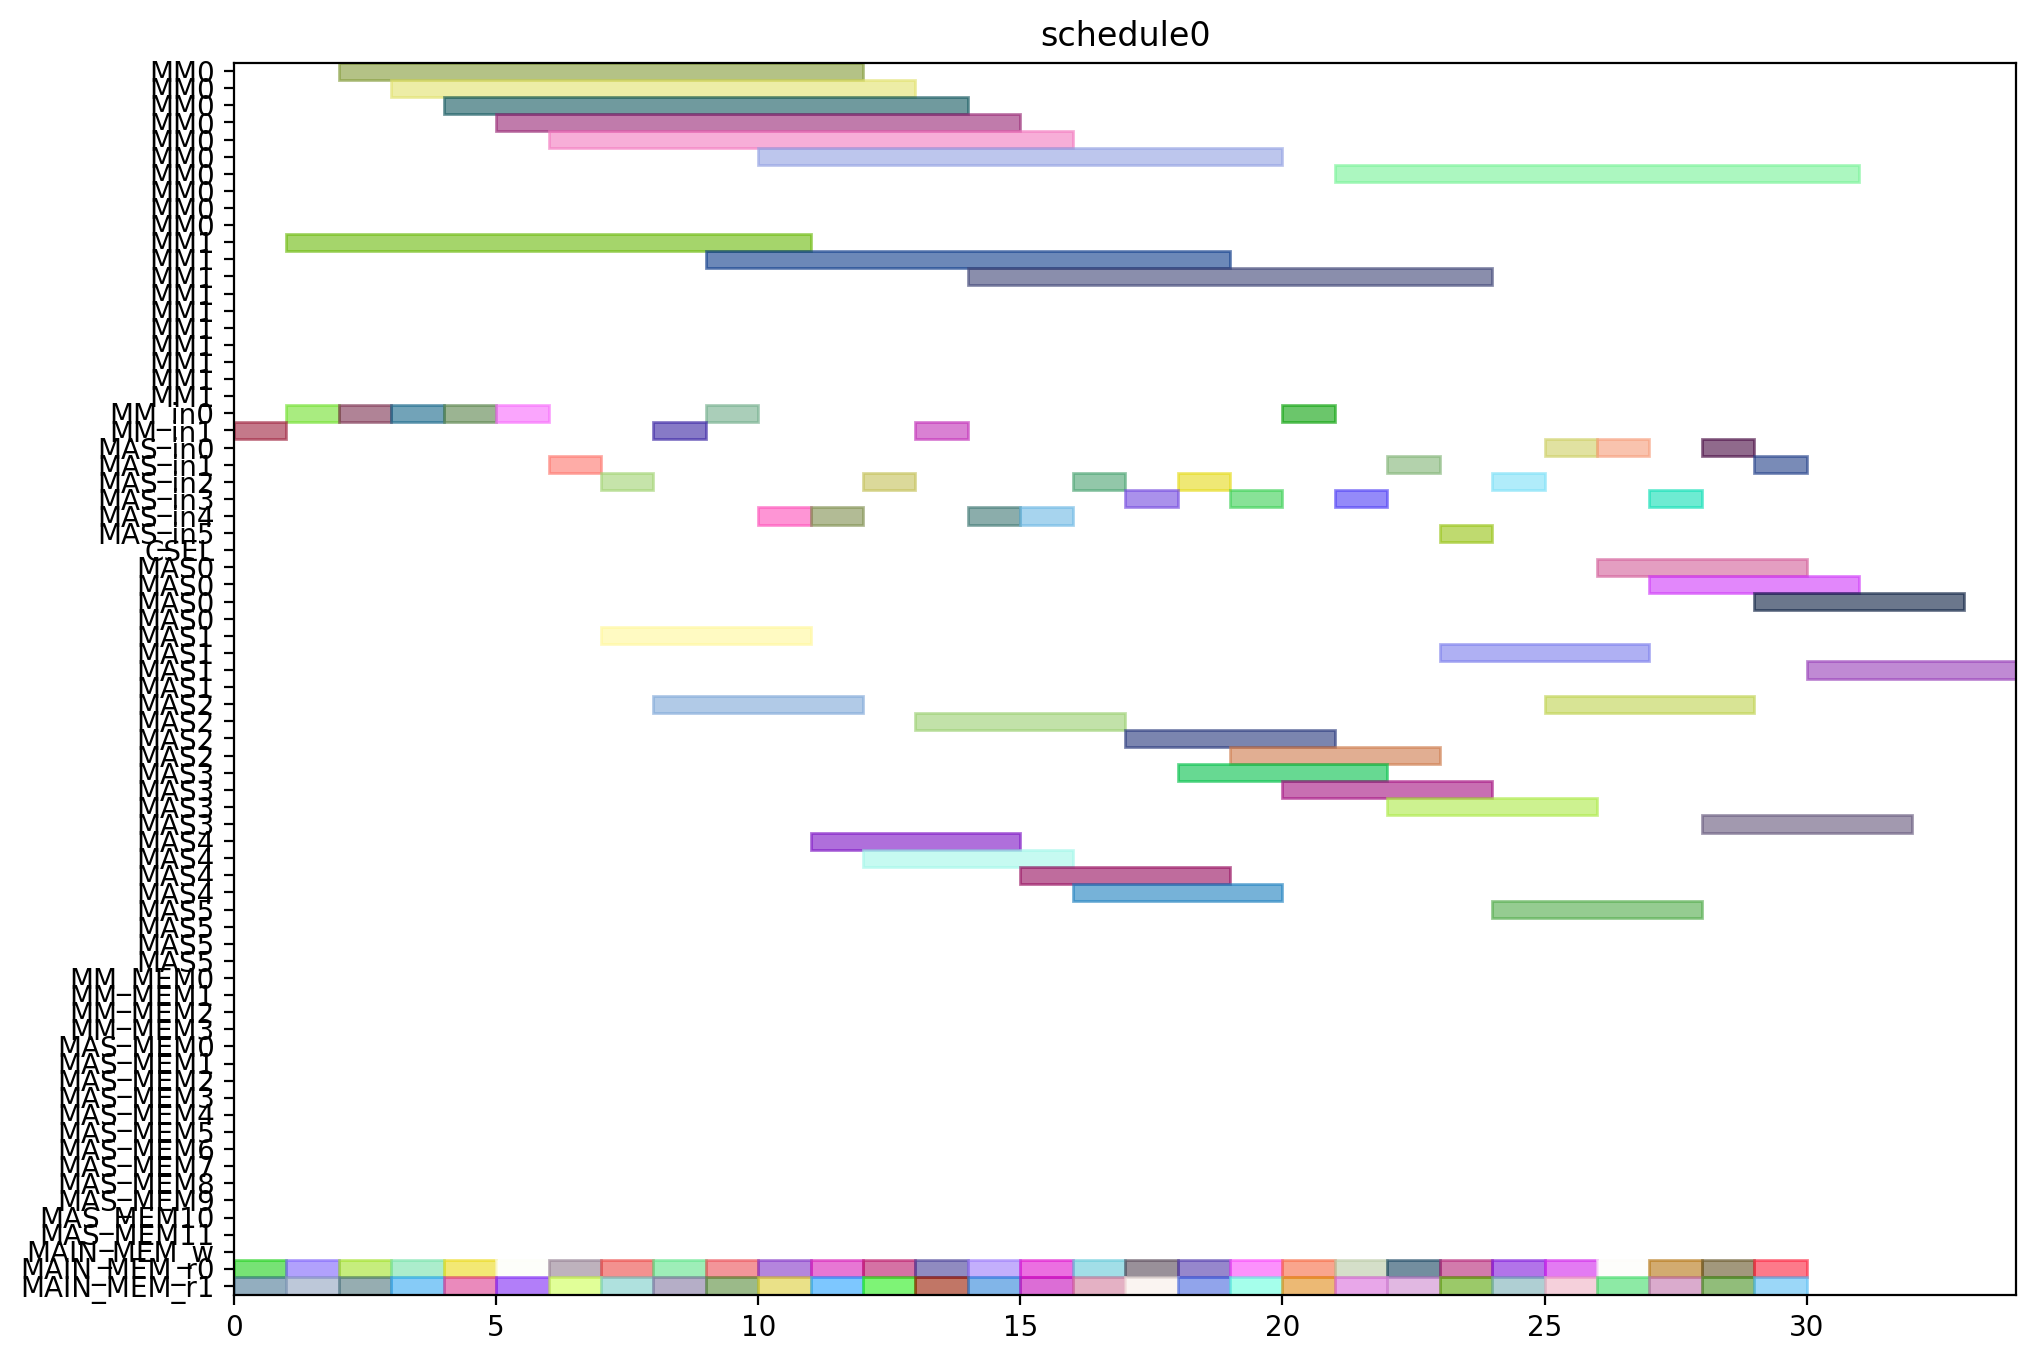 schedule0
MM0
MM0
MM0
MM0
MM0
MM0
MM0
MM0
MM0
MM0
MM1
MM1
MM1
MM1
MM1
MM1
MM1
MM1
MM1
MM1
MM_in0
MM_in1
MAS_in0
MAS_in1
MAS_in2
MAS_in3
MAS_in4
MAS_in5
CSEL
MAS0
MAS0
MAS0
MAS0
MAS1
MAS1
MAS1
MAS1
MAS2
MAS2
MAS2
MAS2
MAS3
MAS3
MAS3
MAS3
MAS4
MAS4
MAS4
MAS4
MAS5
MAS5
MAS5
MAS5
MM_MEM0
MM_MEM1
MM_MEM2
MM_MEM3
MAS_MEM0
MAS_MEM1
MAS_MEM2
MAS_MEM3
MAS_MEM4
MAS_MEM5
MAS_MEM6
MAS_MEM7
MAS_MEM8
MAS_MEM9
MAS_MEM10
MAS_MEM11
MAIN_MEM_w
MAIN_MEM_r0
MAIN_MEM_r1
0 5 10 15 20 25 30